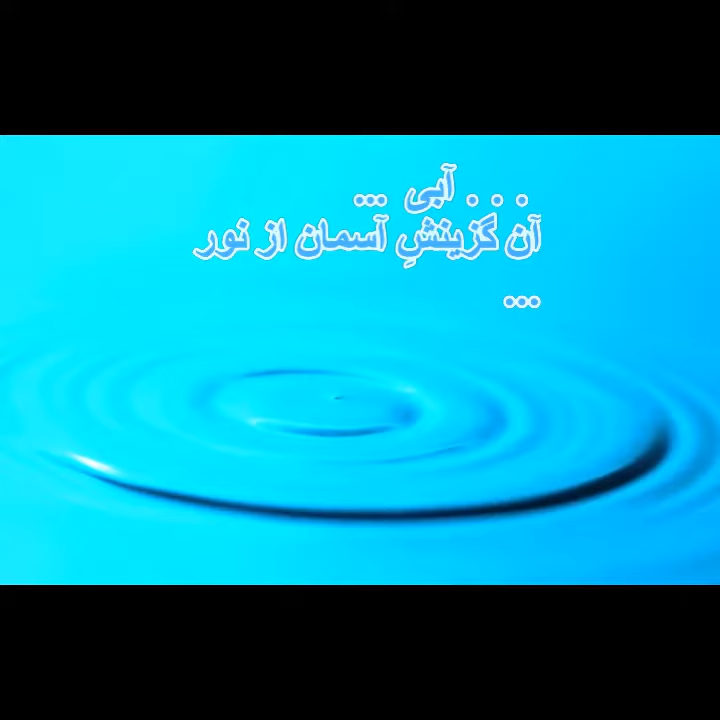 . . . آبی ...
آن گزینشِ آسمان از نور
...